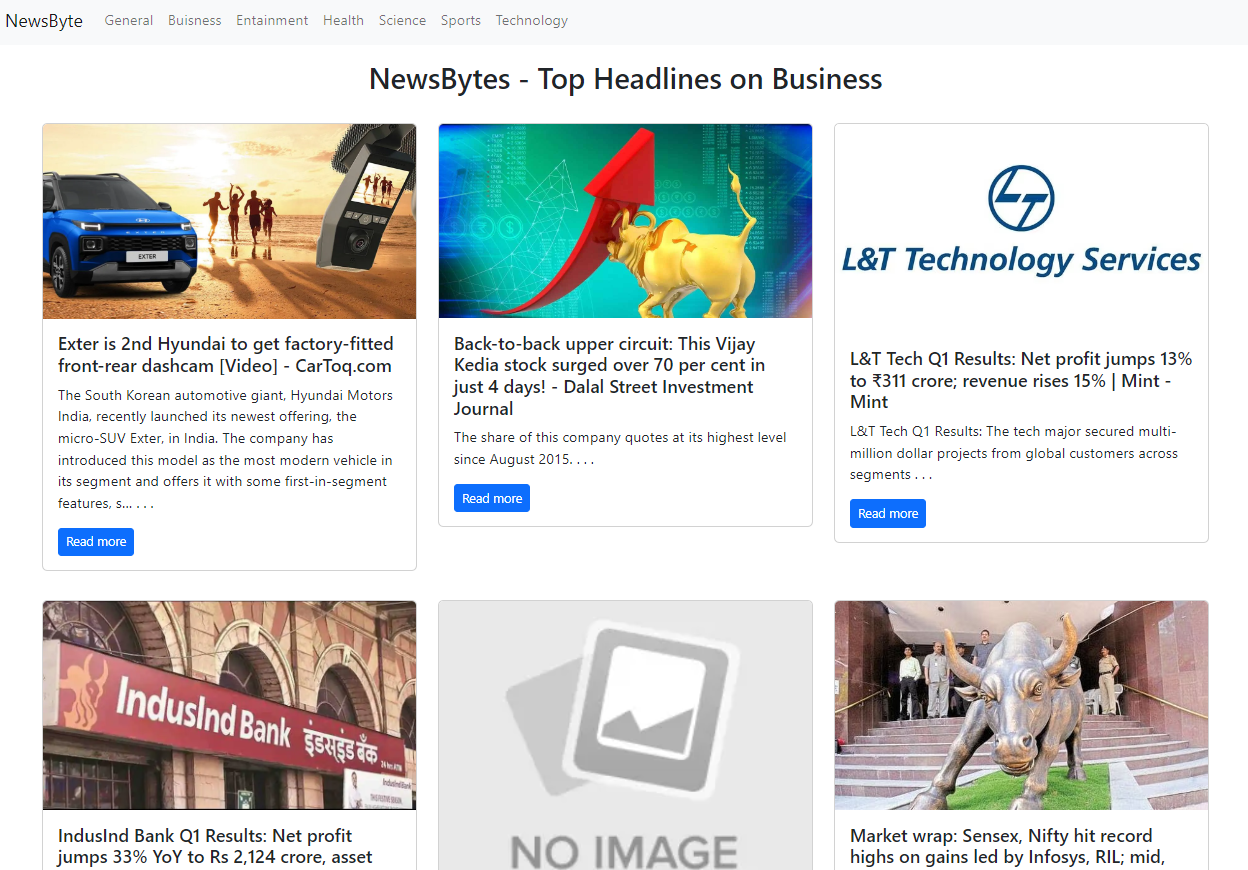 NewsByte General Buisness Entainment Health Science Sports Technology
NewsBytes - Top Headlines on Business
EXTER
Exter is 2nd Hyundai to get factory-fitted
front-rear dashcam [Video] - CarToq.com
The South Korean automotive giant, Hyundai Motors
India, recently launched its newest offering, the
micro-SUV Exter, in India. The company has
introduced this model as the most modern vehicle in
its segment and offers it with some first-in-segment
features, s... . . .
Read more
Back-to-back upper circuit: This Vijay
Kedia stock surged over 70 per cent in
just 4 days! - Dalal Street Investment
Journal
The share of this company quotes at its highest level
since August 2015. . . .
Read more
L&T Technology Services
L&T Tech Q1 Results: Net profit jumps 13%
to ₹311 crore; revenue rises 15% | Mint -
Mint
L&T Tech Q1 Results: The tech major secured multi-
million dollar projects from global customers across
segments . . .
Read more
IndusInd Bank इंडसइंड बैंक
24 hrs ATM
IndusInd Bank
IndusInd Bank Q1 Results: Net profit
jumps 33% YoY to Rs 2,124 crore, asset
NO IMAGE
Market wrap: Sensex, Nifty hit record
highs on gains led by Infosys, RIL; mid,